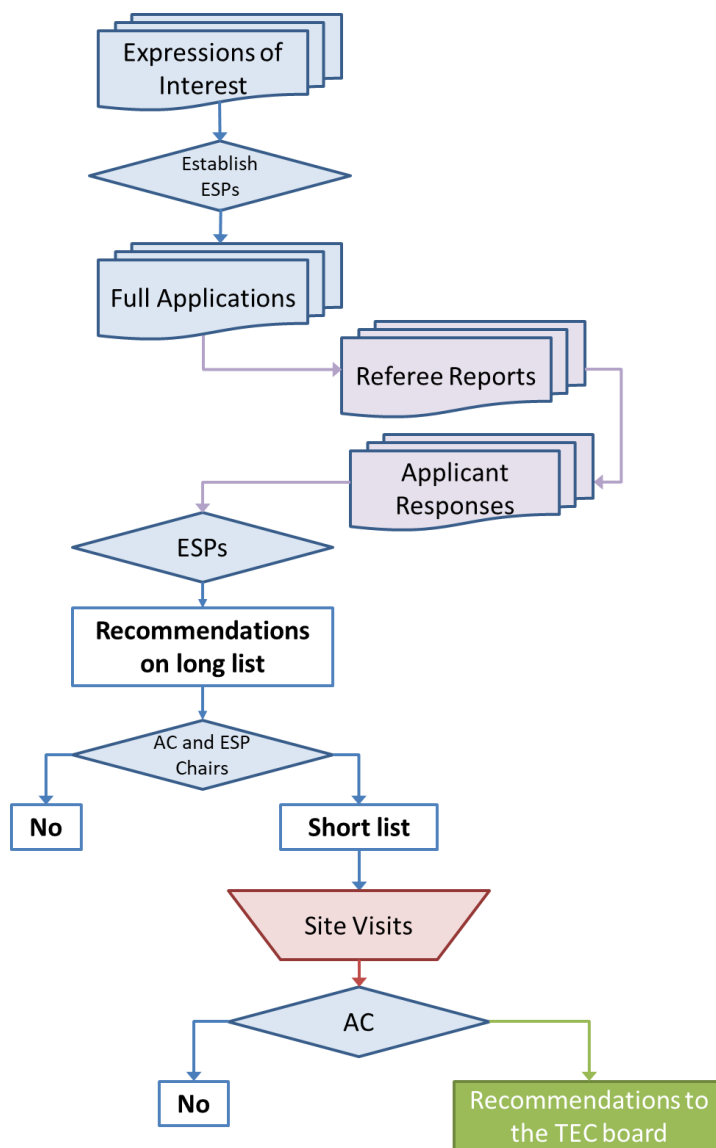 Expressions of
Interest
Establish
ESPs
Full Applications
Referee Reports
Applicant
Responses
ESPs
Recommendations
on long list
AC and ESP
Chairs
No
Short list
Site Visits
AC
No
Recommendations to
the TEC board